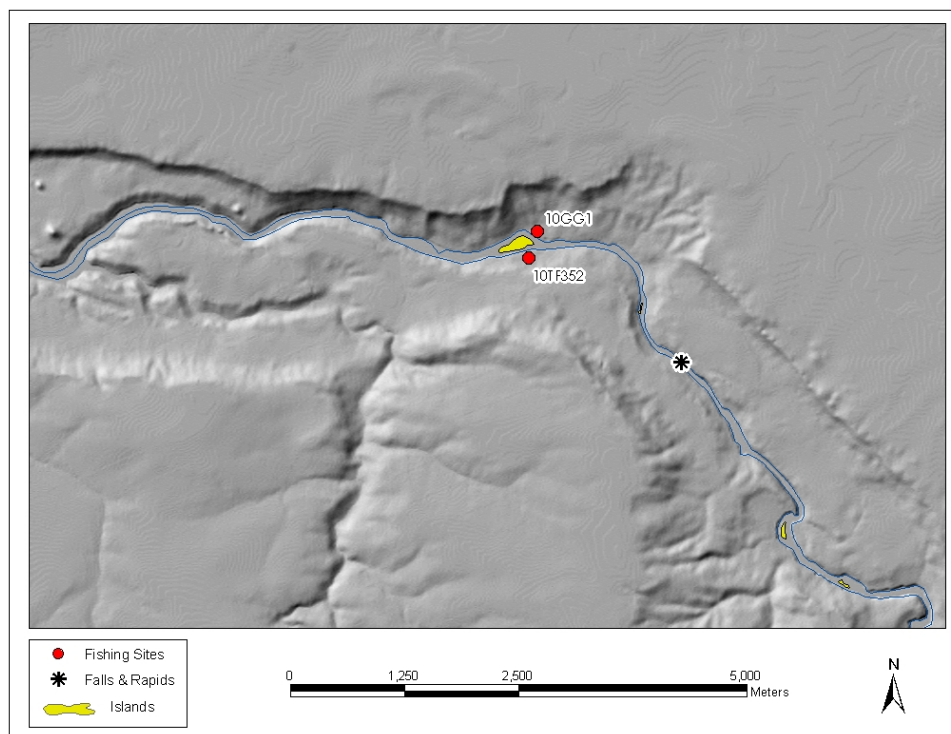 10GG1
10TF352
Fishing Sites
Falls & Rapids
Islands
0 1,250 2,500 5,000
Meters
N